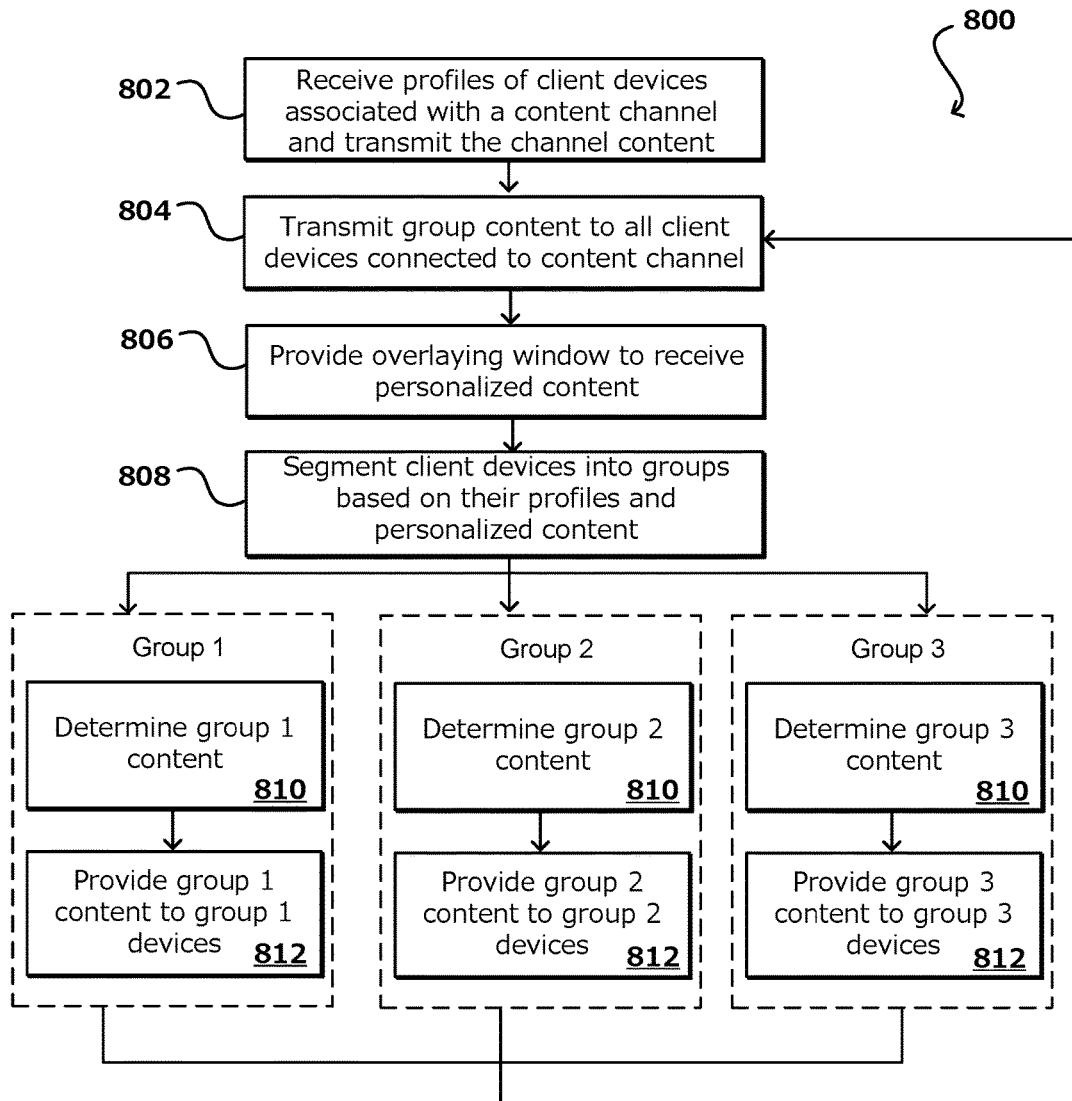 800
802
Receive profiles of client devices
associated with a content channel
and transmit the channel content
804
Transmit group content to all client
devices connected to content channel
806
Provide overlaying window to receive
personalized content
808
Segment client devices into groups
based on their profiles and
personalized content
Group 1
Determine group 1
content
810
Provide group 1
content to group 1
devices
812
Group 2
Determine group 2
content
810
Provide group 2
content to group 2
devices
812
Group 3
Determine group 3
content
810
Provide group 3
content to group 3
devices
812